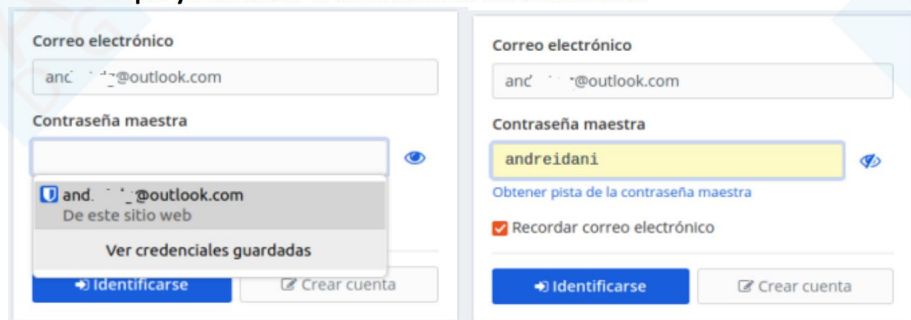 Correo electrónico
@outlook.com
Contraseña maestra
@outlook.com
De este sitio web
Ver credenciales guardadas
Identificarse
Crear cuenta
Correo electrónico
@outlook.com
Contraseña maestra
andreidani
Obtener pista de la contraseña maestra
Recordar correo electrónico
Identificarse
Crear cuenta